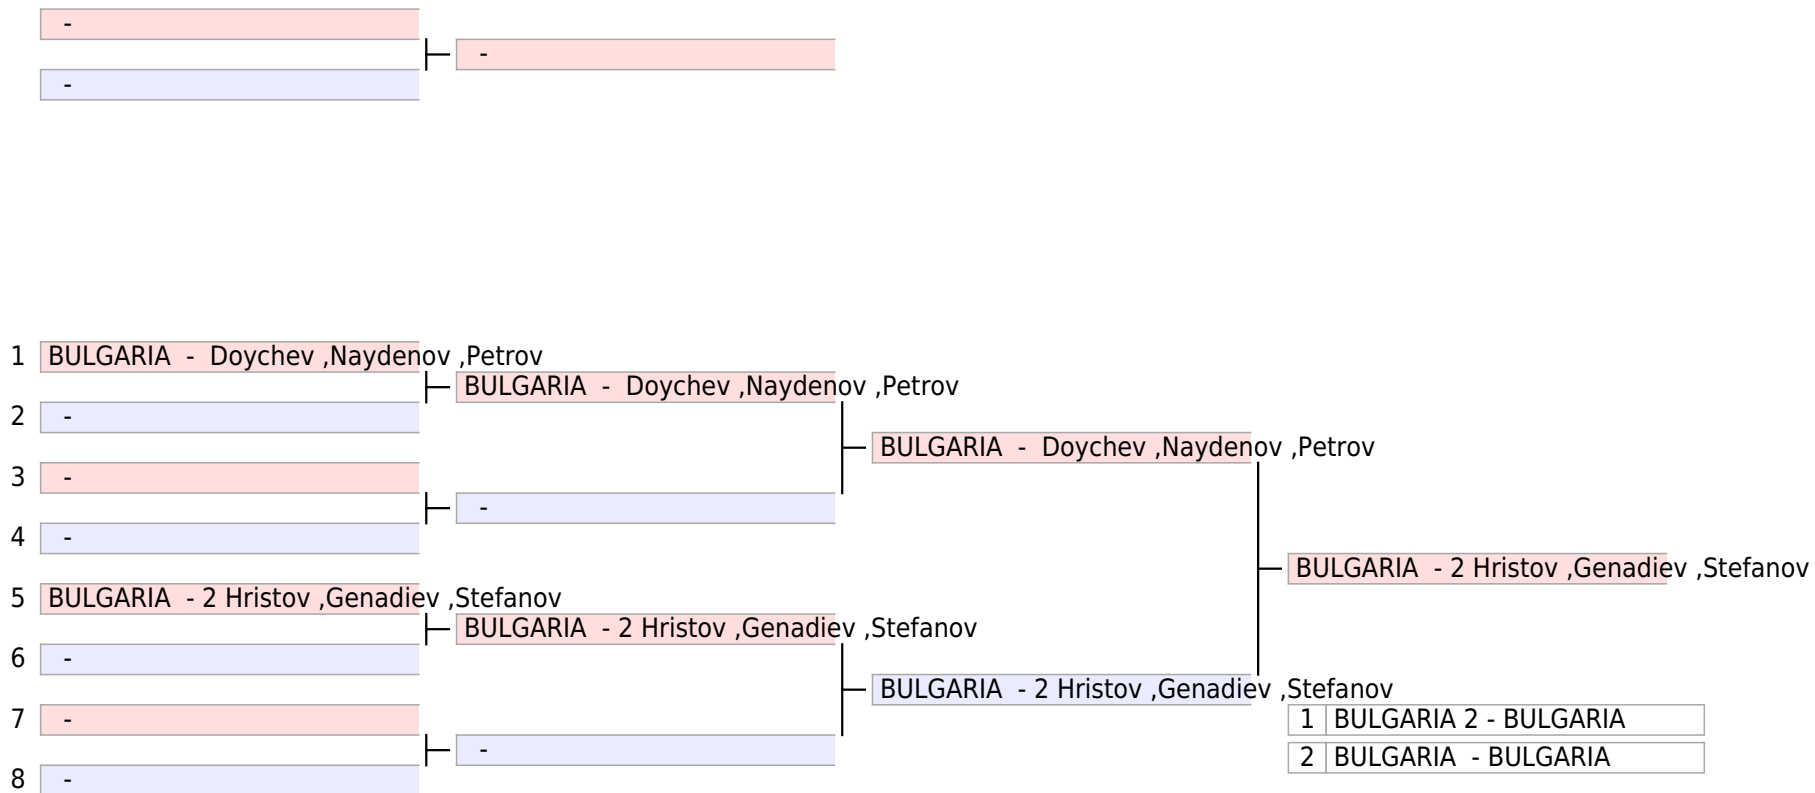 -
-
-
1 BULGARIA - Doychev ,Naydenov ,Petrov
BULGARIA - Doychev ,Naydenov ,Petrov
2 -
BULGARIA - Doychev ,Naydenov ,Petrov
3 -
-
4 -
BULGARIA - 2 Hristov ,Genadiev ,Stefanov
5 BULGARIA - 2 Hristov ,Genadiev ,Stefanov
BULGARIA - 2 Hristov ,Genadiev ,Stefanov
6 -
BULGARIA - 2 Hristov ,Genadiev ,Stefanov
7 -
1 BULGARIA 2 - BULGARIA
-
2 BULGARIA - BULGARIA
8 -